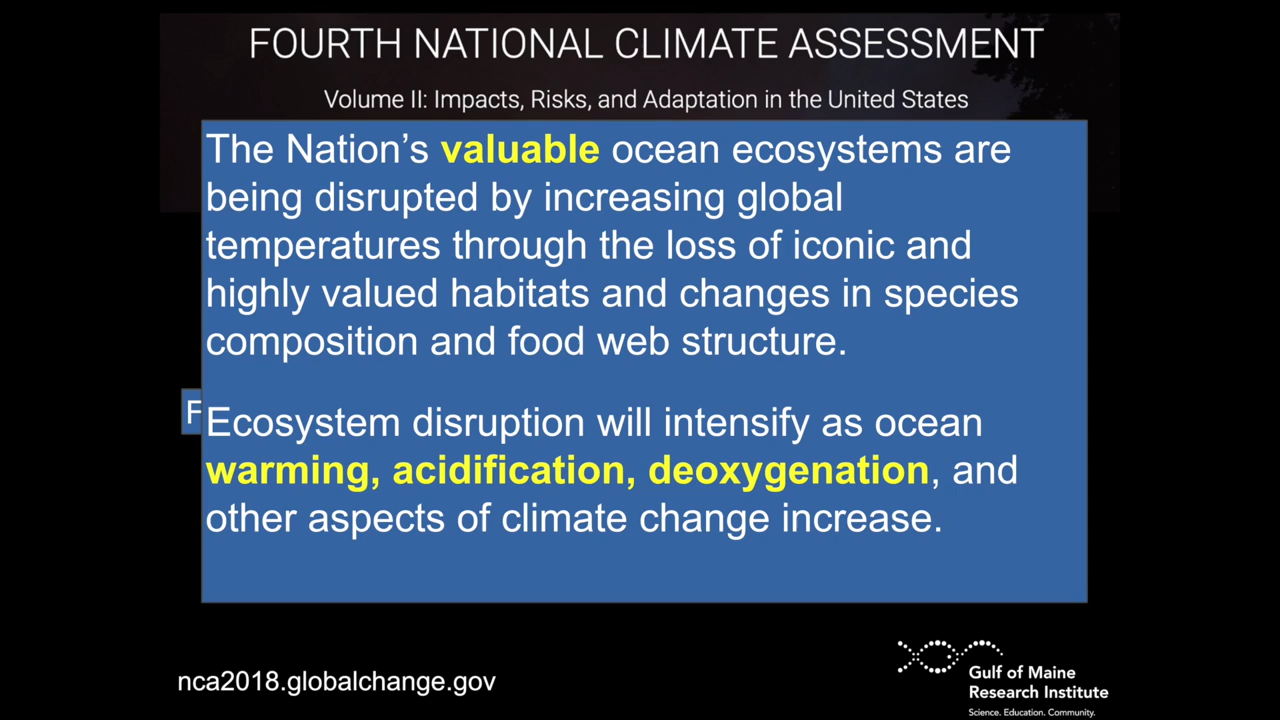 FOURTH NATIONAL CLIMATE ASSESSMENT
Volume II: Impacts, Risks, and Adaptation in the United States
The Nation’s valuable ocean ecosystems are
being disrupted by increasing global
temperatures through the loss of iconic and
highly valued habitats and changes in species
composition and food web structure.
F
Ecosystem disruption will intensify as ocean
warming, acidification, deoxygenation, and
other aspects of climate change increase.
nca2018.globalchange.gov
Gulf of Maine
Research Institute
Science. Education. Community.